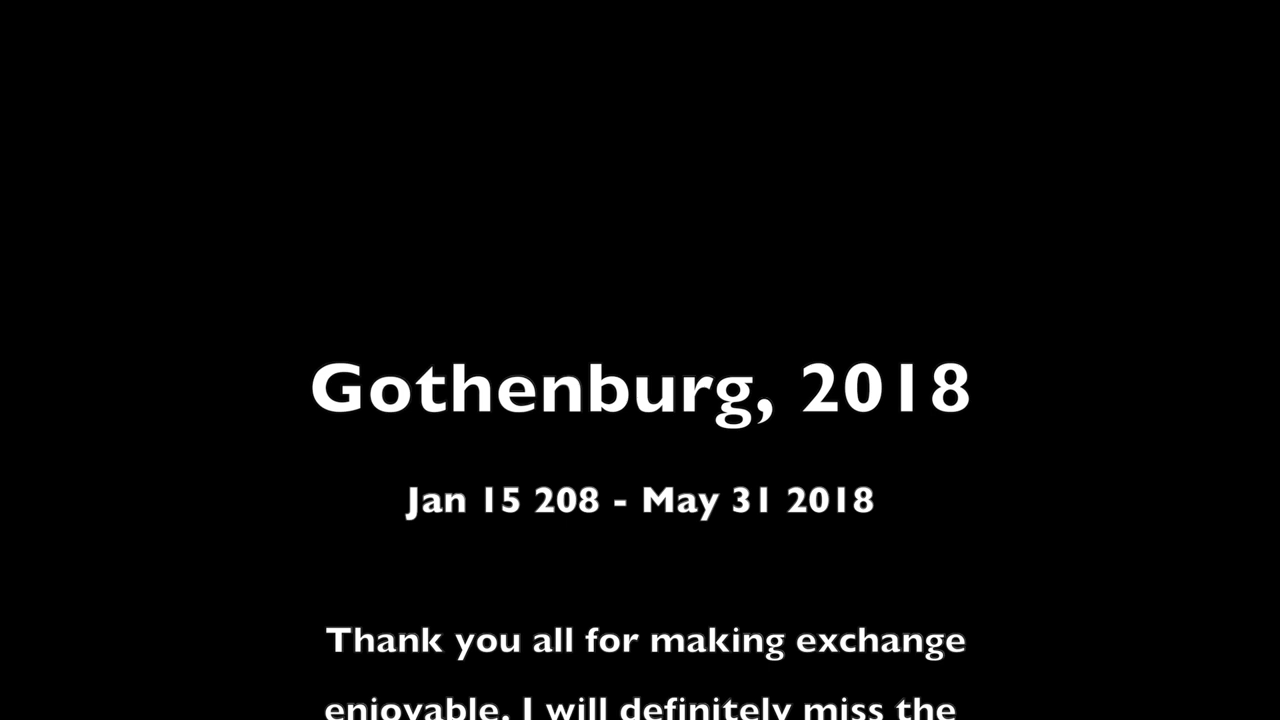 Gothenburg, 2018
Jan 15 208 - May 31 2018
Thank you all for making exchange
enjoyable. I will definitely miss the